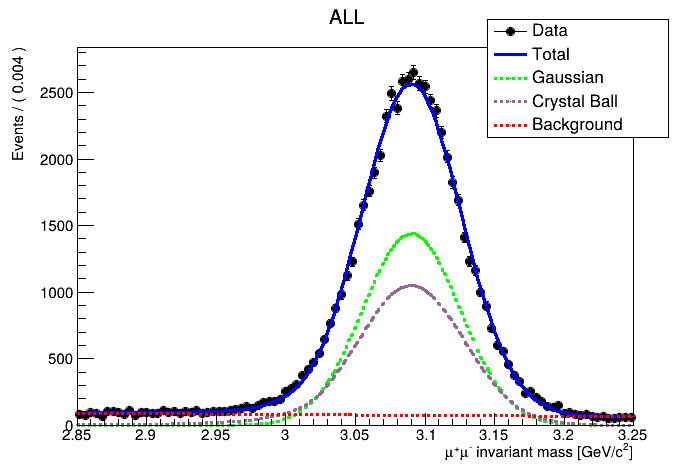 ALL
Data
Total
Gaussian
Crystal Ball
Background
Events / ( 0.004 )
2500
2000
1500
1000
500
0
2.85 2.9 2.95 3 3.05 3.1 3.15 3.2 3.25
μ⁺μ⁻ invariant mass [GeV/c²]